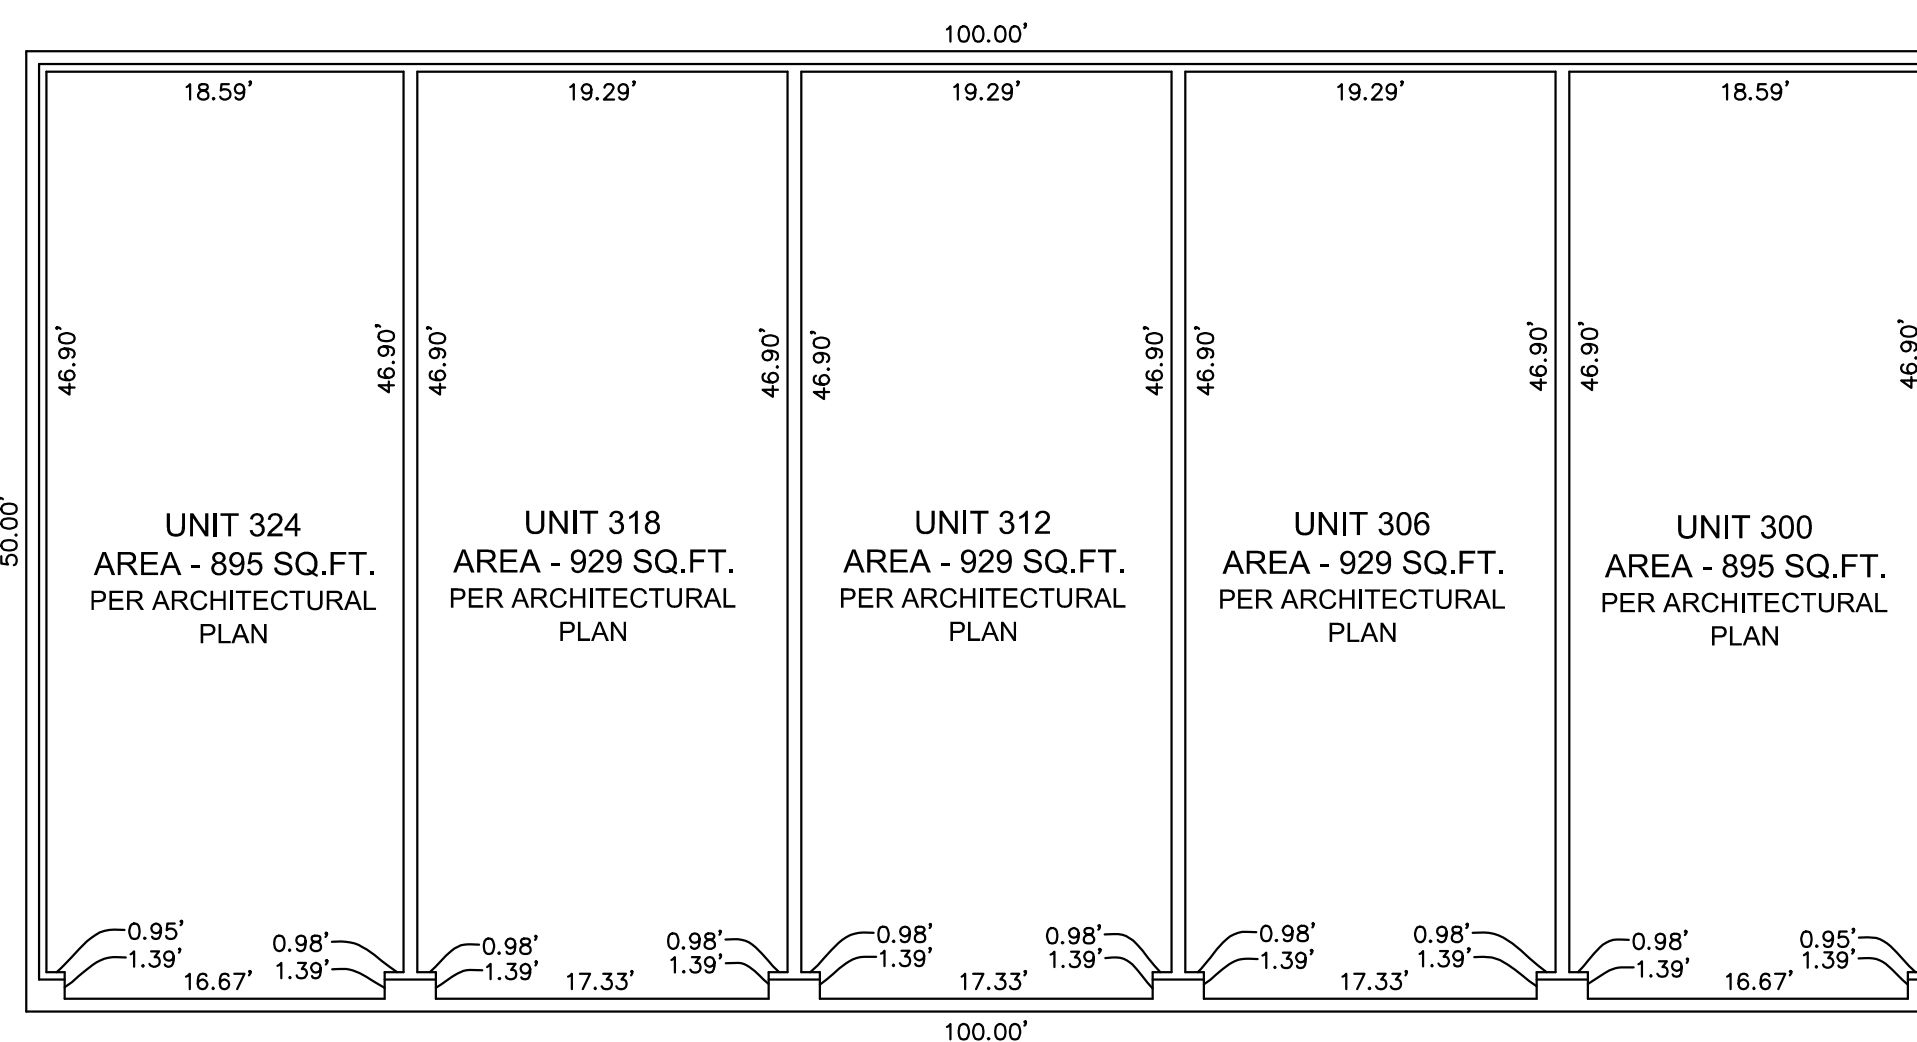 100.00'
18.59'
19.29'
19.29'
19.29'
18.59'
46.90'
46.90'
46.90'
46.90'
46.90'
46.90'
46.90'
46.90'
46.90'
46.90'
50.00'
UNIT 324
AREA - 895 SQ.FT.
PER ARCHITECTURAL
PLAN
UNIT 318
AREA - 929 SQ.FT.
PER ARCHITECTURAL
PLAN
UNIT 312
AREA - 929 SQ.FT.
PER ARCHITECTURAL
PLAN
UNIT 306
AREA - 929 SQ.FT.
PER ARCHITECTURAL
PLAN
UNIT 300
AREA - 895 SQ.FT.
PER ARCHITECTURAL
PLAN
0.95'
1.39'
0.98'
1.39'
16.67'
0.98'
1.39'
0.98'
1.39'
17.33'
0.98'
1.39'
0.98'
1.39'
17.33'
0.98'
1.39'
0.98'
1.39'
17.33'
0.98'
1.39'
0.95'
1.39'
16.67'
100.00'